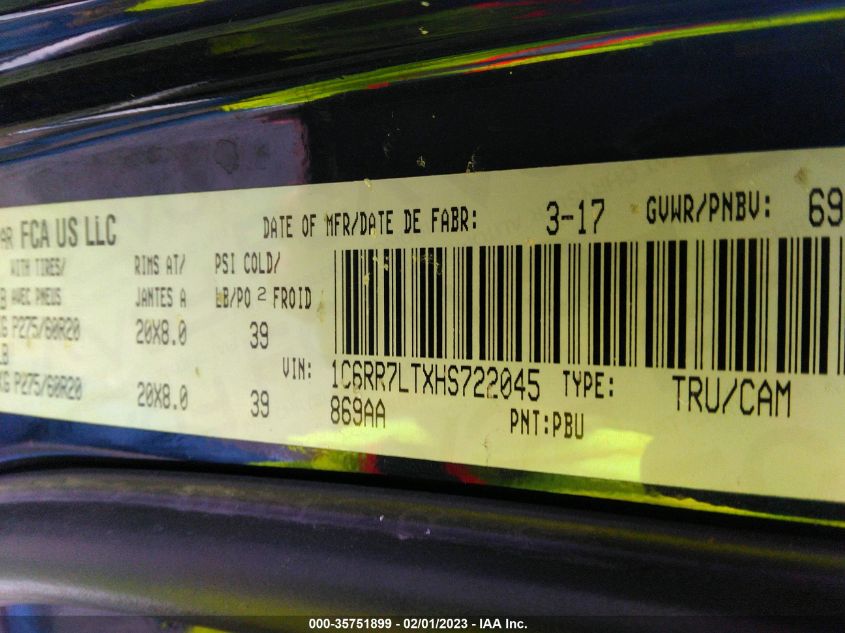 FCA US LLC DATE OF MFR/DATE DE FABR: 3-17 GVWR/PNBV: 69
WITH TIRES/ RIMS AT/ PSI COLD/
AVEC PNEUS JANTES A LB/PO 2 FROID
P275/60R20 20X8.0 39
VIN: 1C6RR7LTXHS722045 TYPE: TRU/CAM
P275/60R20 20X8.0 39 869AA PNT:PBU
000-35751899 - 02/01/2023 - IAA Inc.